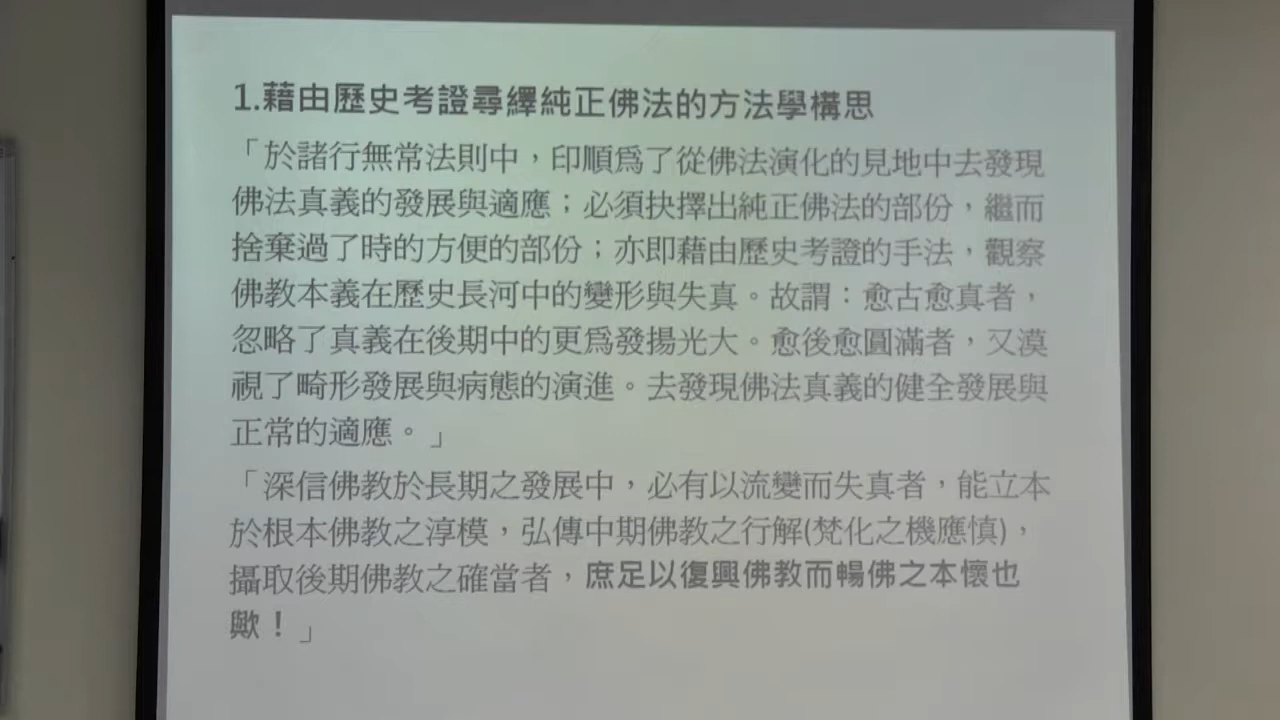 1.藉由歷史考證尋繹純正佛法的方法學構思
「於諸行無常法則中，印順為了從佛法演化的見地中去發現
佛法真義的發展與適應；必須抉擇出純正佛法的部份，繼而
捨棄過了時的方便的部份；亦即藉由歷史考證的手法，觀察
佛教本義在歷史長河中的變形與失真。故謂：愈古愈真者，
忽略了真義在後期中的更為發揚光大。愈後愈圓滿者，又漠
視了畸形發展與病態的演進。去發現佛法真義的健全發展與
正常的適應。」
「深信佛教於長期之發展中，必有以流變而失真者，能立本
於根本佛教之淳模，弘傳中期佛教之行解(梵化之機應慎)，
攝取後期佛教之確當者，庶足以復興佛教而暢佛之本懷也
歟！」